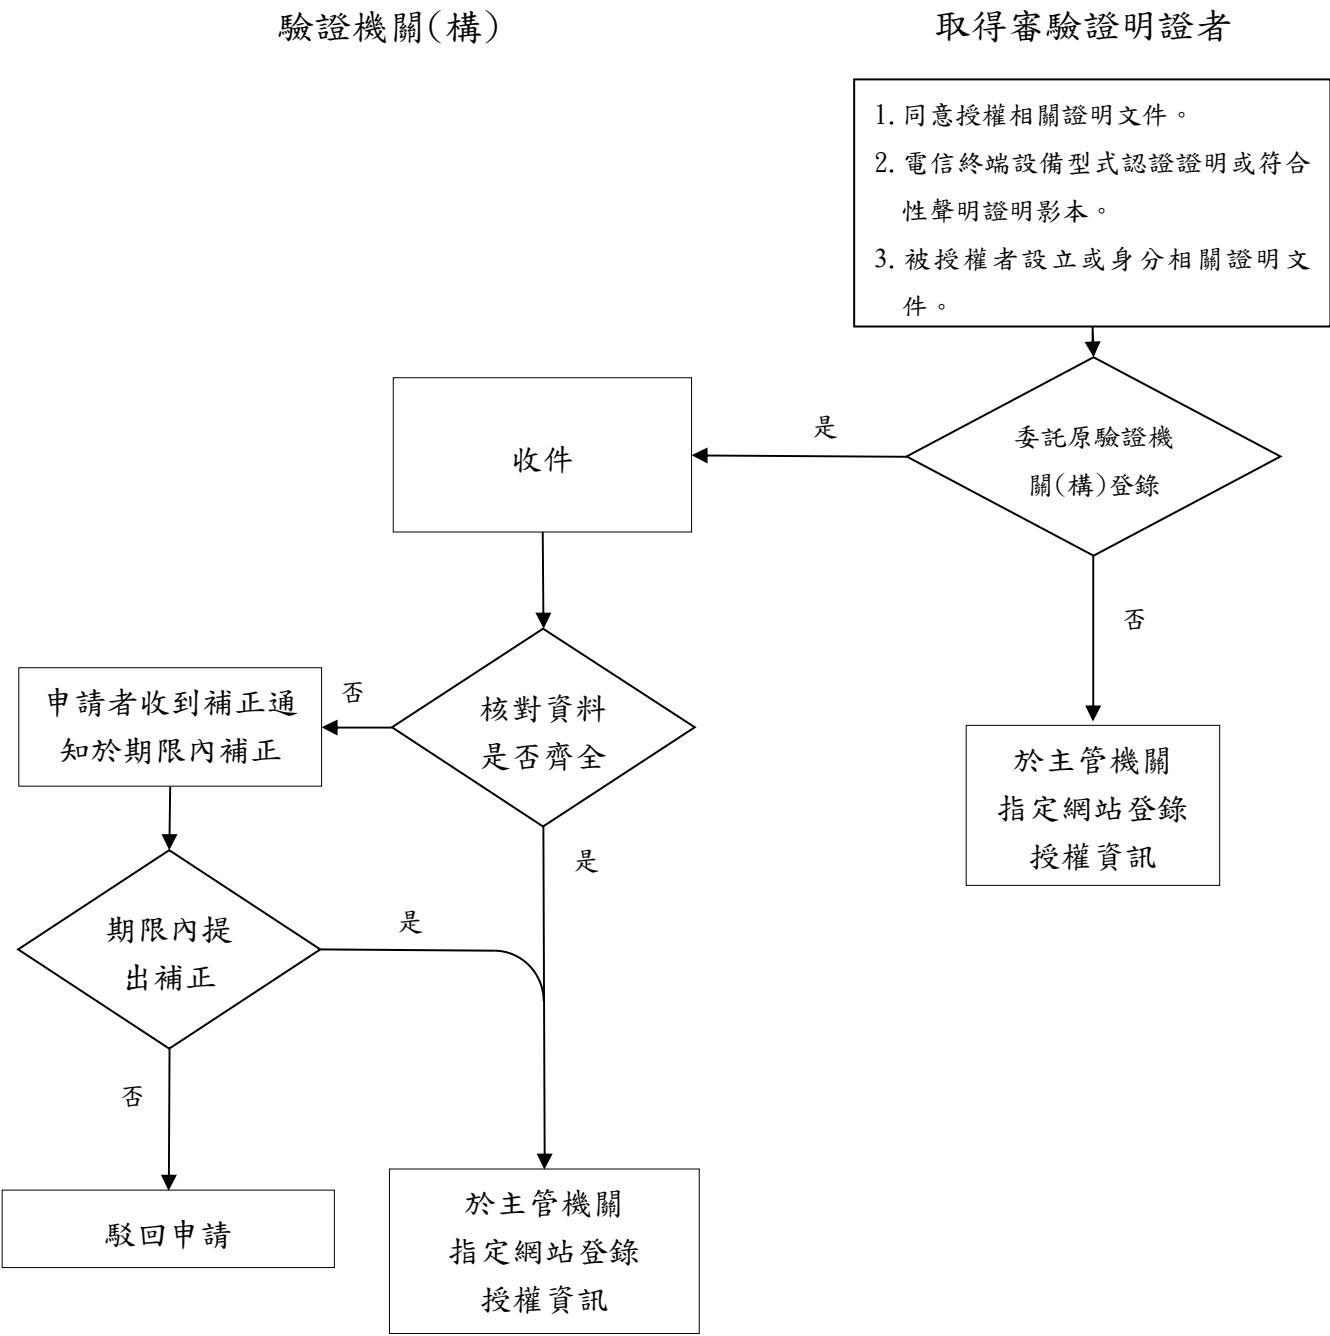 驗證機關(構)
取得審驗證明證者
1. 同意授權相關證明文件。
2. 電信終端設備型式認證證明或符合
性聲明證明影本。
3. 被授權者設立或身分相關證明文
件。
委託原驗證機
關(構)登錄
是
收件
否
核對資料
是否齊全
否
申請者收到補正通
知於期限內補正
於主管機關
指定網站登錄
授權資訊
是
期限內提
出補正
是
否
駁回申請
於主管機關
指定網站登錄
授權資訊